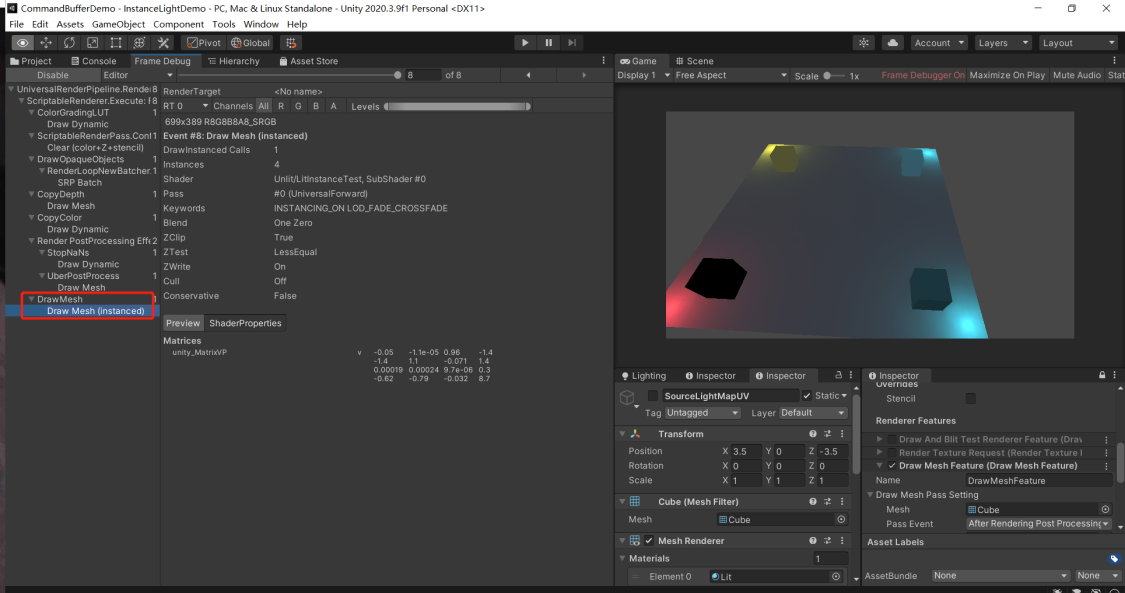 CommandBufferDemo - InstanceLightDemo - PC, Mac & Linux Standalone - Unity 2020.3.9f1 Personal <DX11>
File Edit Assets GameObject Component Tools Window Help
Pivot Global Account Layers Layout
Project Console Frame Debug Hierarchy Asset Store
Disable Editor 8 of 8
UniversalRenderPipeline.Render 8
ScriptableRenderer.Execute: F 8
ColorGradingLUT 1
Draw Dynamic
ScriptableRenderPass.Conf 1
Clear (color+Z+stencil)
DrawOpaqueObjects 1
RenderLoopNewBatcher. 1
SRP Batch
CopyDepth 1
Draw Mesh
CopyColor 1
Draw Dynamic
Render PostProcessing Effe 2
StopNaNs 1
Draw Dynamic
UberPostProcess 1
Draw Mesh
DrawMesh 1
Draw Mesh (instanced)
RenderTarget <No name>
RT 0 Channels All R G B A Levels
699x389 R8G8B8A8_SRGB
Event #8: Draw Mesh (instanced)
DrawInstanced Calls 1
Instances 4
Shader Unlit/LitInstanceTest, SubShader #0
Pass #0 (UniversalForward)
Keywords INSTANCING_ON LOD_FADE_CROSSFADE
Blend One Zero
ZClip True
ZTest LessEqual
ZWrite On
Cull Off
Conservative False
Preview ShaderProperties
Matrices
unity_MatrixVP v -0.05 -1.1e-05 0.96 -1.4
-1.4 1.1 -0.071 1.4
0.00019 0.00024 9.7e-06 0.3
-0.62 -0.79 -0.032 8.7
Game Scene
Display 1 Free Aspect Scale 1x Frame Debugger On Maximize On Play Mute Audio Stat
Lighting Inspector Inspector
SourceLightMapUV Static
Tag Untagged Layer Default
Transform
Position X 3.5 Y 0 Z -3.5
Rotation X 0 Y 0 Z 0
Scale X 1 Y 1 Z 1
Cube (Mesh Filter)
Mesh Cube
Mesh Renderer
Materials 1
Element 0 Lit
Inspector
Overrides
Stencil
Renderer Features
Draw And Blit Test Renderer Feature (Drav
Render Texture Request (Render Texture I
Draw Mesh Feature (Draw Mesh Feature)
Name DrawMeshFeature
Draw Mesh Pass Setting
Mesh Cube
Pass Event After Rendering Post Processing
Asset Labels
AssetBundle None None